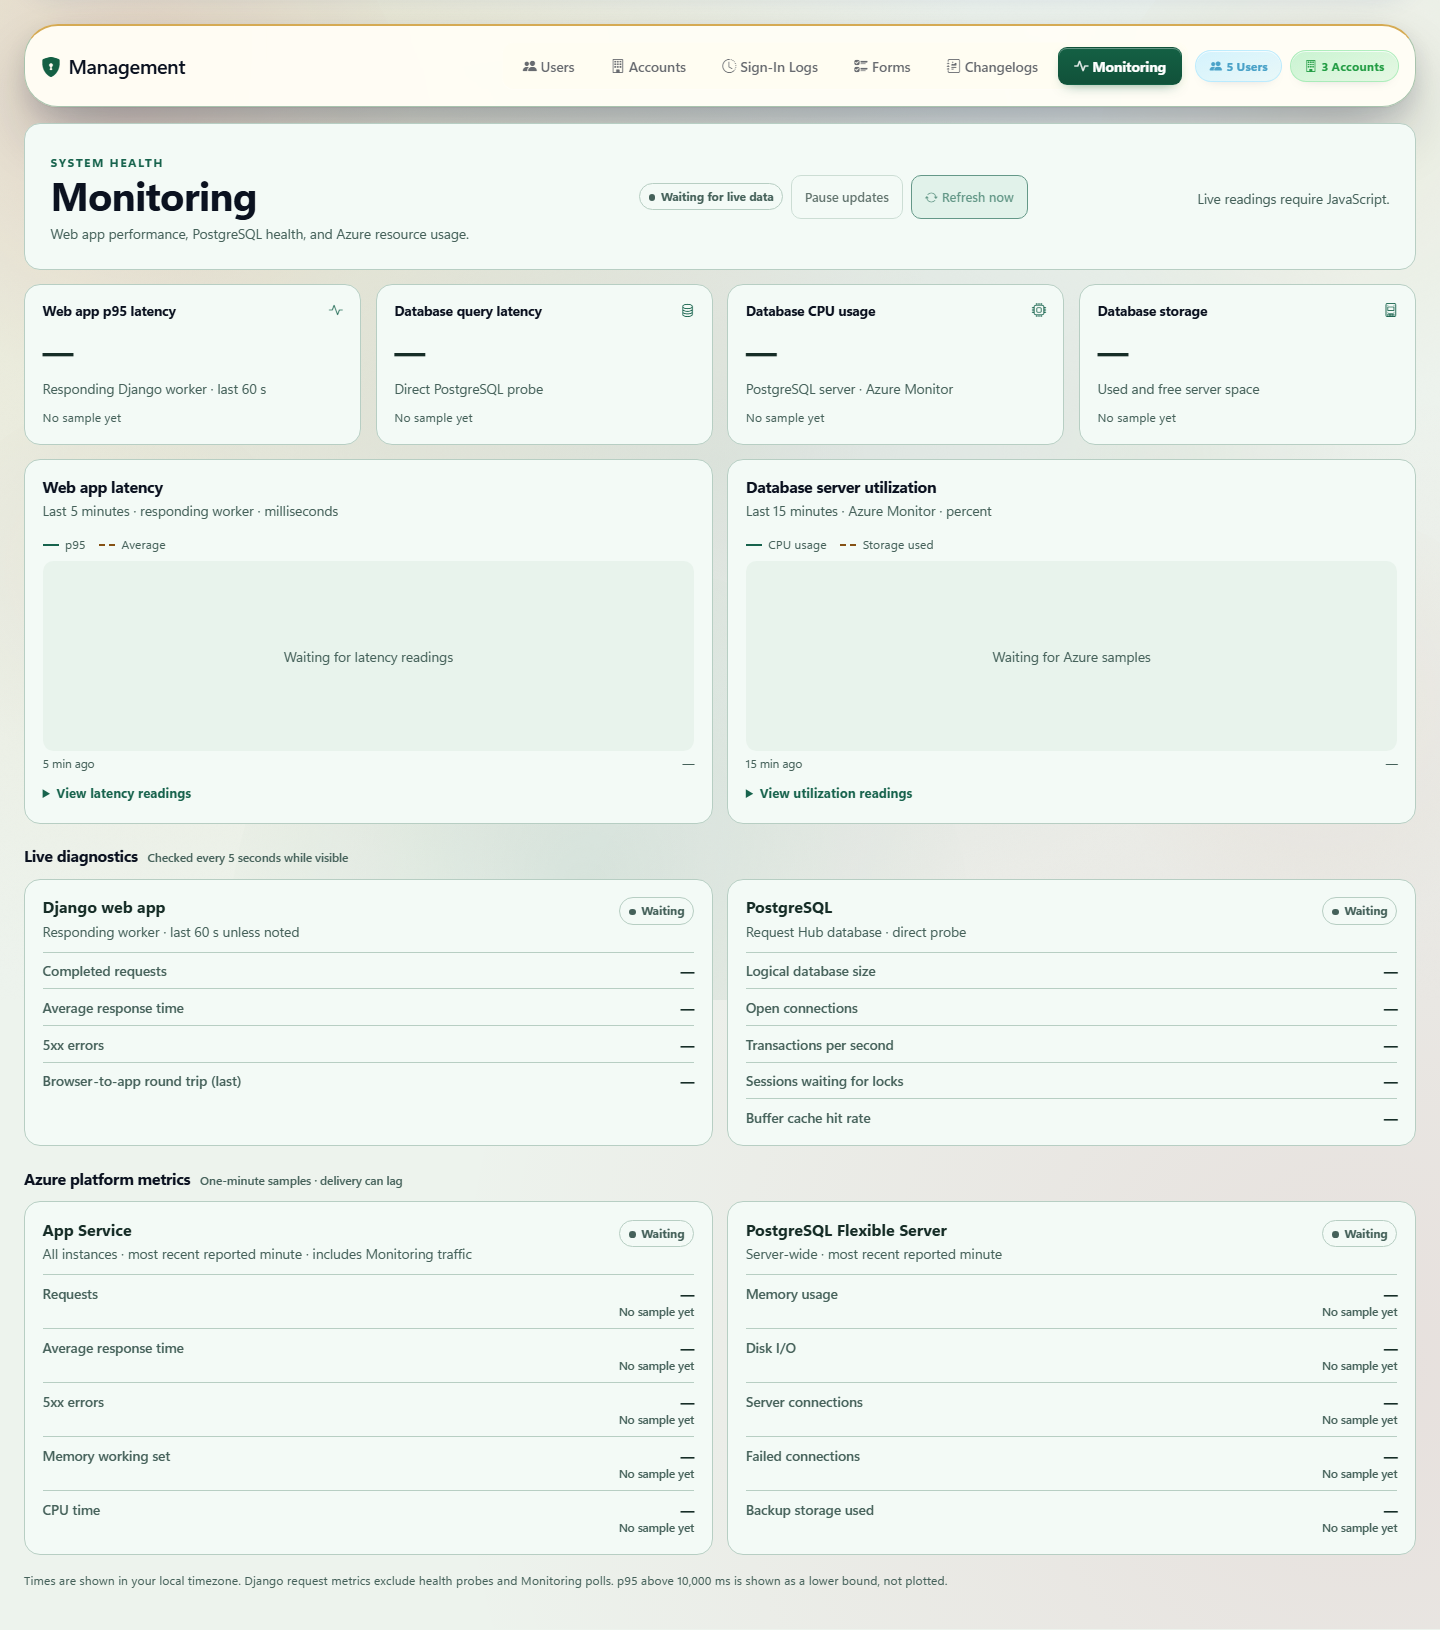 Management
Users
Accounts
Sign-In Logs
Forms
Changelogs
Monitoring
5 Users
3 Accounts
SYSTEM HEALTH
Monitoring
Web app performance, PostgreSQL health, and Azure resource usage.
Waiting for live data
Pause updates
Refresh now
Live readings require JavaScript.
Web app p95 latency
—
Responding Django worker · last 60 s
No sample yet
Database query latency
—
Direct PostgreSQL probe
No sample yet
Database CPU usage
—
PostgreSQL server · Azure Monitor
No sample yet
Database storage
—
Used and free server space
No sample yet
Web app latency
Last 5 minutes · responding worker · milliseconds
p95 Average
Waiting for latency readings
5 min ago —
View latency readings
Database server utilization
Last 15 minutes · Azure Monitor · percent
CPU usage Storage used
Waiting for Azure samples
15 min ago —
View utilization readings
Live diagnostics Checked every 5 seconds while visible
Django web app
Waiting
Responding worker · last 60 s unless noted
Completed requests —
Average response time —
5xx errors —
Browser-to-app round trip (last) —
PostgreSQL
Waiting
Request Hub database · direct probe
Logical database size —
Open connections —
Transactions per second —
Sessions waiting for locks —
Buffer cache hit rate —
Azure platform metrics One-minute samples · delivery can lag
App Service
Waiting
All instances · most recent reported minute · includes Monitoring traffic
Requests —
No sample yet
Average response time —
No sample yet
5xx errors —
No sample yet
Memory working set —
No sample yet
CPU time —
No sample yet
PostgreSQL Flexible Server
Waiting
Server-wide · most recent reported minute
Memory usage —
No sample yet
Disk I/O —
No sample yet
Server connections —
No sample yet
Failed connections —
No sample yet
Backup storage used —
No sample yet
Times are shown in your local timezone. Django request metrics exclude health probes and Monitoring polls. p95 above 10,000 ms is shown as a lower bound, not plotted.